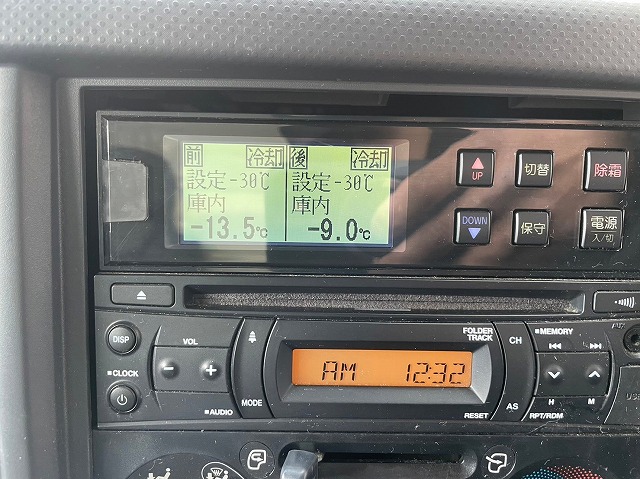 前 冷却 後 冷却
設定-30℃ 設定-30℃
庫内 庫内
-13.5℃ -9.0℃
UP 切替 除霜
DOWN 保守 電源
入/切
DISP
VOL
CLOCK
AUDIO
MODE
FOLDER
TRACK
AM 12:32
RESET
CH
AS
MEMORY
H M
RPT/RDM
AUX